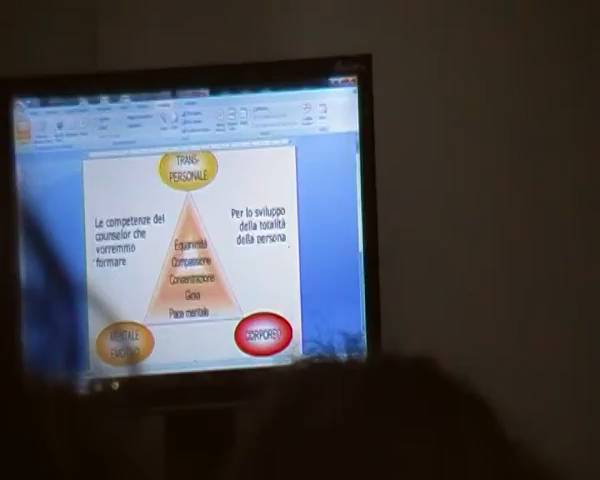 TRANS-
PERSONALE
Le competenze del
counselor che
vorremmo
formare
Per lo sviluppo
della totalità
della persona
Equanimità
Compassione
Concentrazione
Gioia
Pace mentale
MENTALE
EMOTIVO
CORPOREO